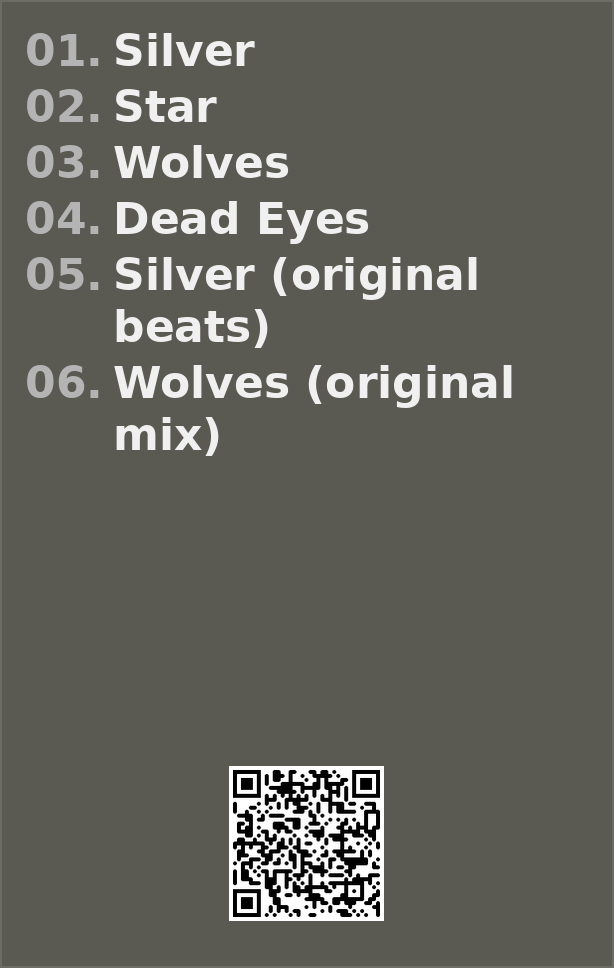 01. Silver
02. Star
03. Wolves
04. Dead Eyes
05. Silver (original
beats)
06. Wolves (original
mix)